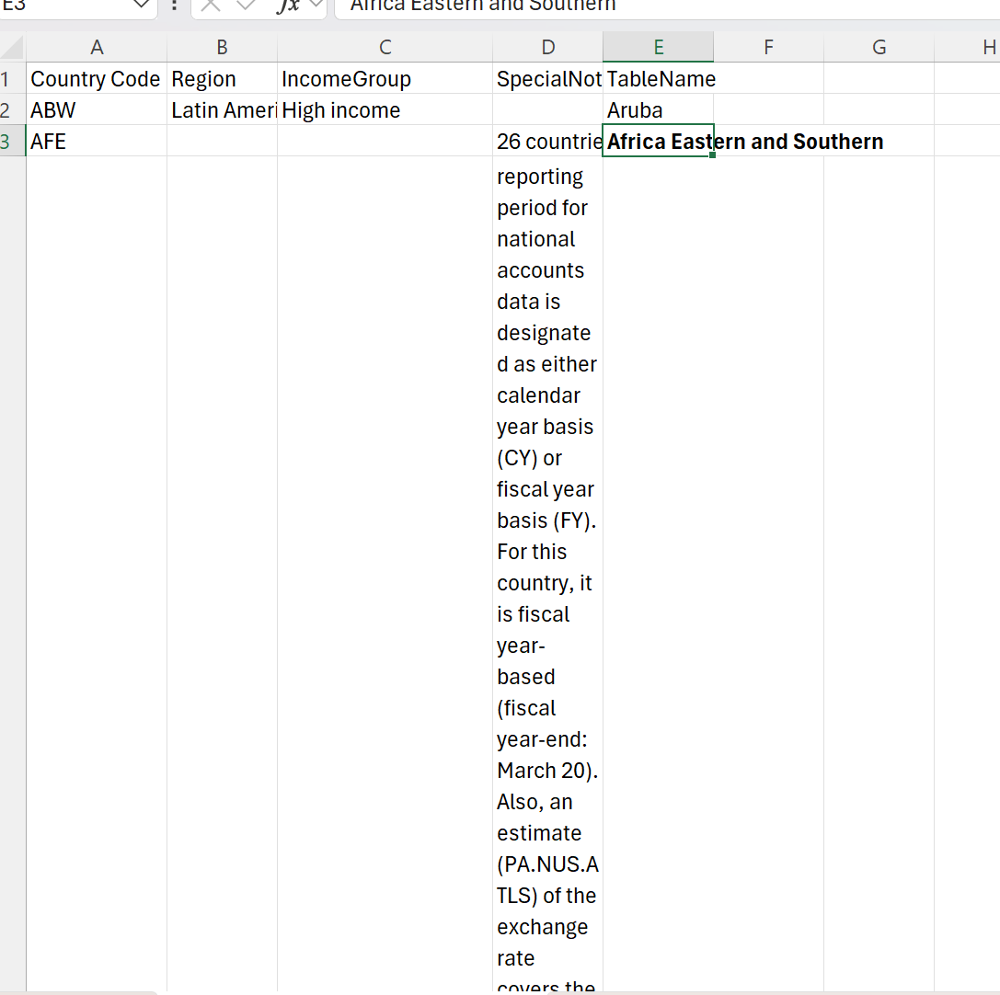 E3 fx Africa Eastern and Southern
A B C D E F G H
1 Country Code Region IncomeGroup SpecialNot TableName
2 ABW Latin Ameri High income Aruba
3 AFE 26 countrie Africa Eastern and Southern
reporting
period for
national
accounts
data is
designate
d as either
calendar
year basis
(CY) or
fiscal year
basis (FY).
For this
country, it
is fiscal
year-
based
(fiscal
year-end:
March 20).
Also, an
estimate
(PA.NUS.A
TLS) of the
exchange
rate
covers the